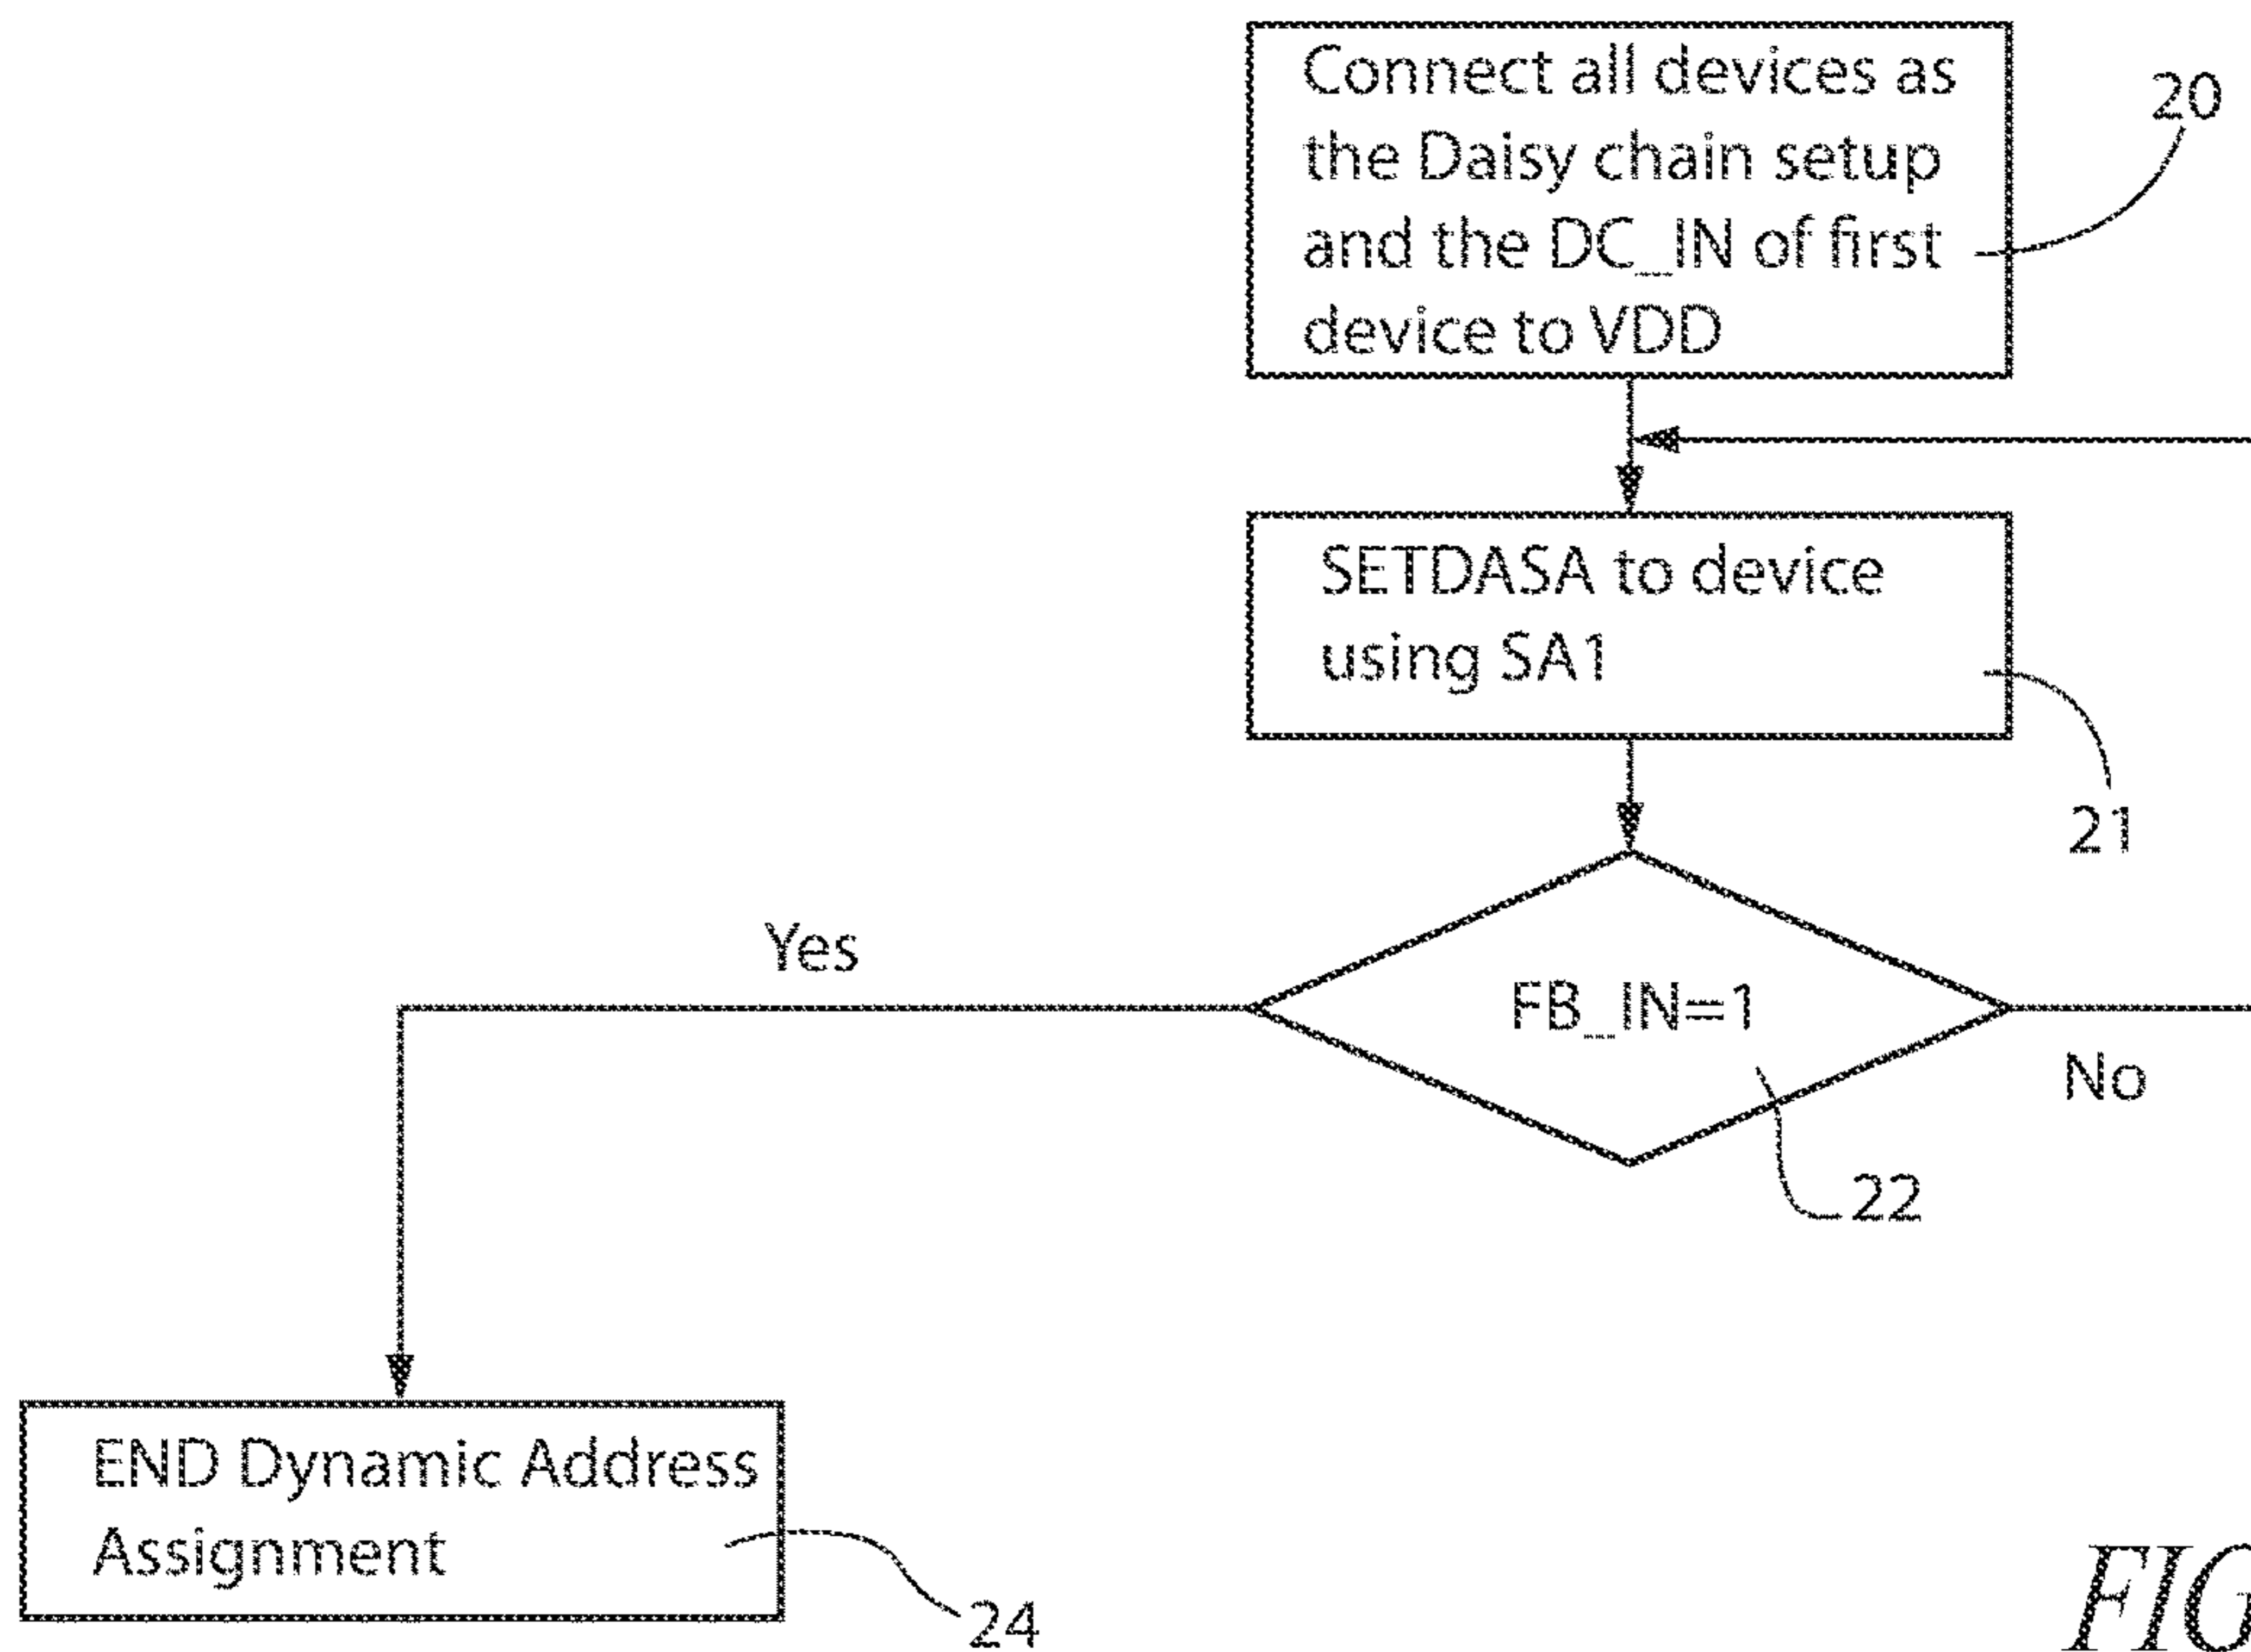 Connect all devices as
the Daisy chain setup
and the DC_IN of first
device to VDD
20
SETDASA to device
using SA1
21
Yes
FB_IN=1
No
22
END Dynamic Address
Assignment
24
FIG